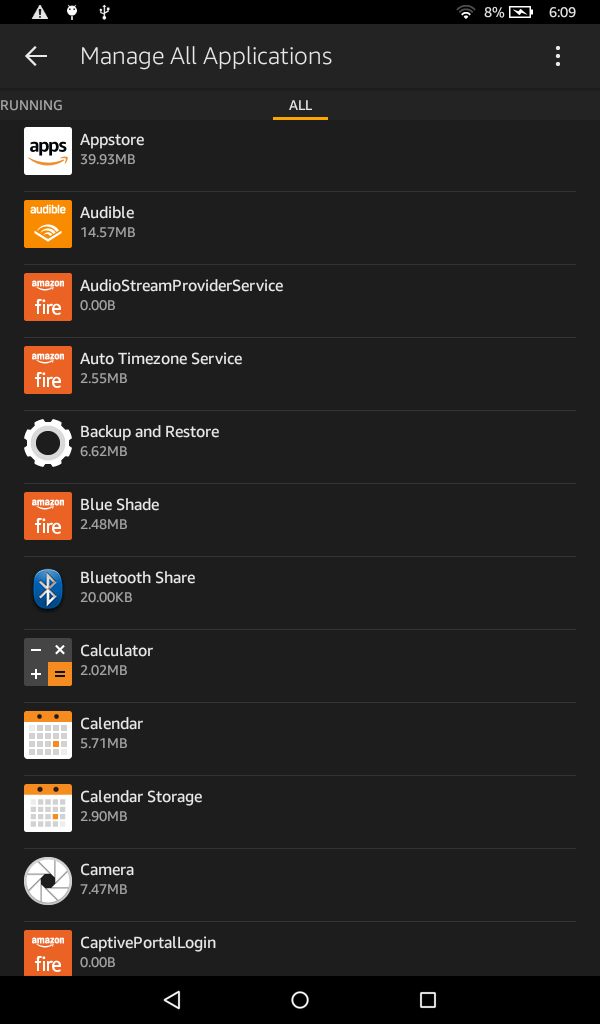 8% 6:09
Manage All Applications
RUNNING ALL
apps
Appstore
39.93MB
audible
Audible
14.57MB
amazon
fire
AudioStreamProviderService
0.00B
amazon
fire
Auto Timezone Service
2.55MB
Backup and Restore
6.62MB
amazon
fire
Blue Shade
2.48MB
Bluetooth Share
20.00KB
Calculator
2.02MB
Calendar
5.71MB
Calendar Storage
2.90MB
Camera
7.47MB
amazon
fire
CaptivePortalLogin
0.00B